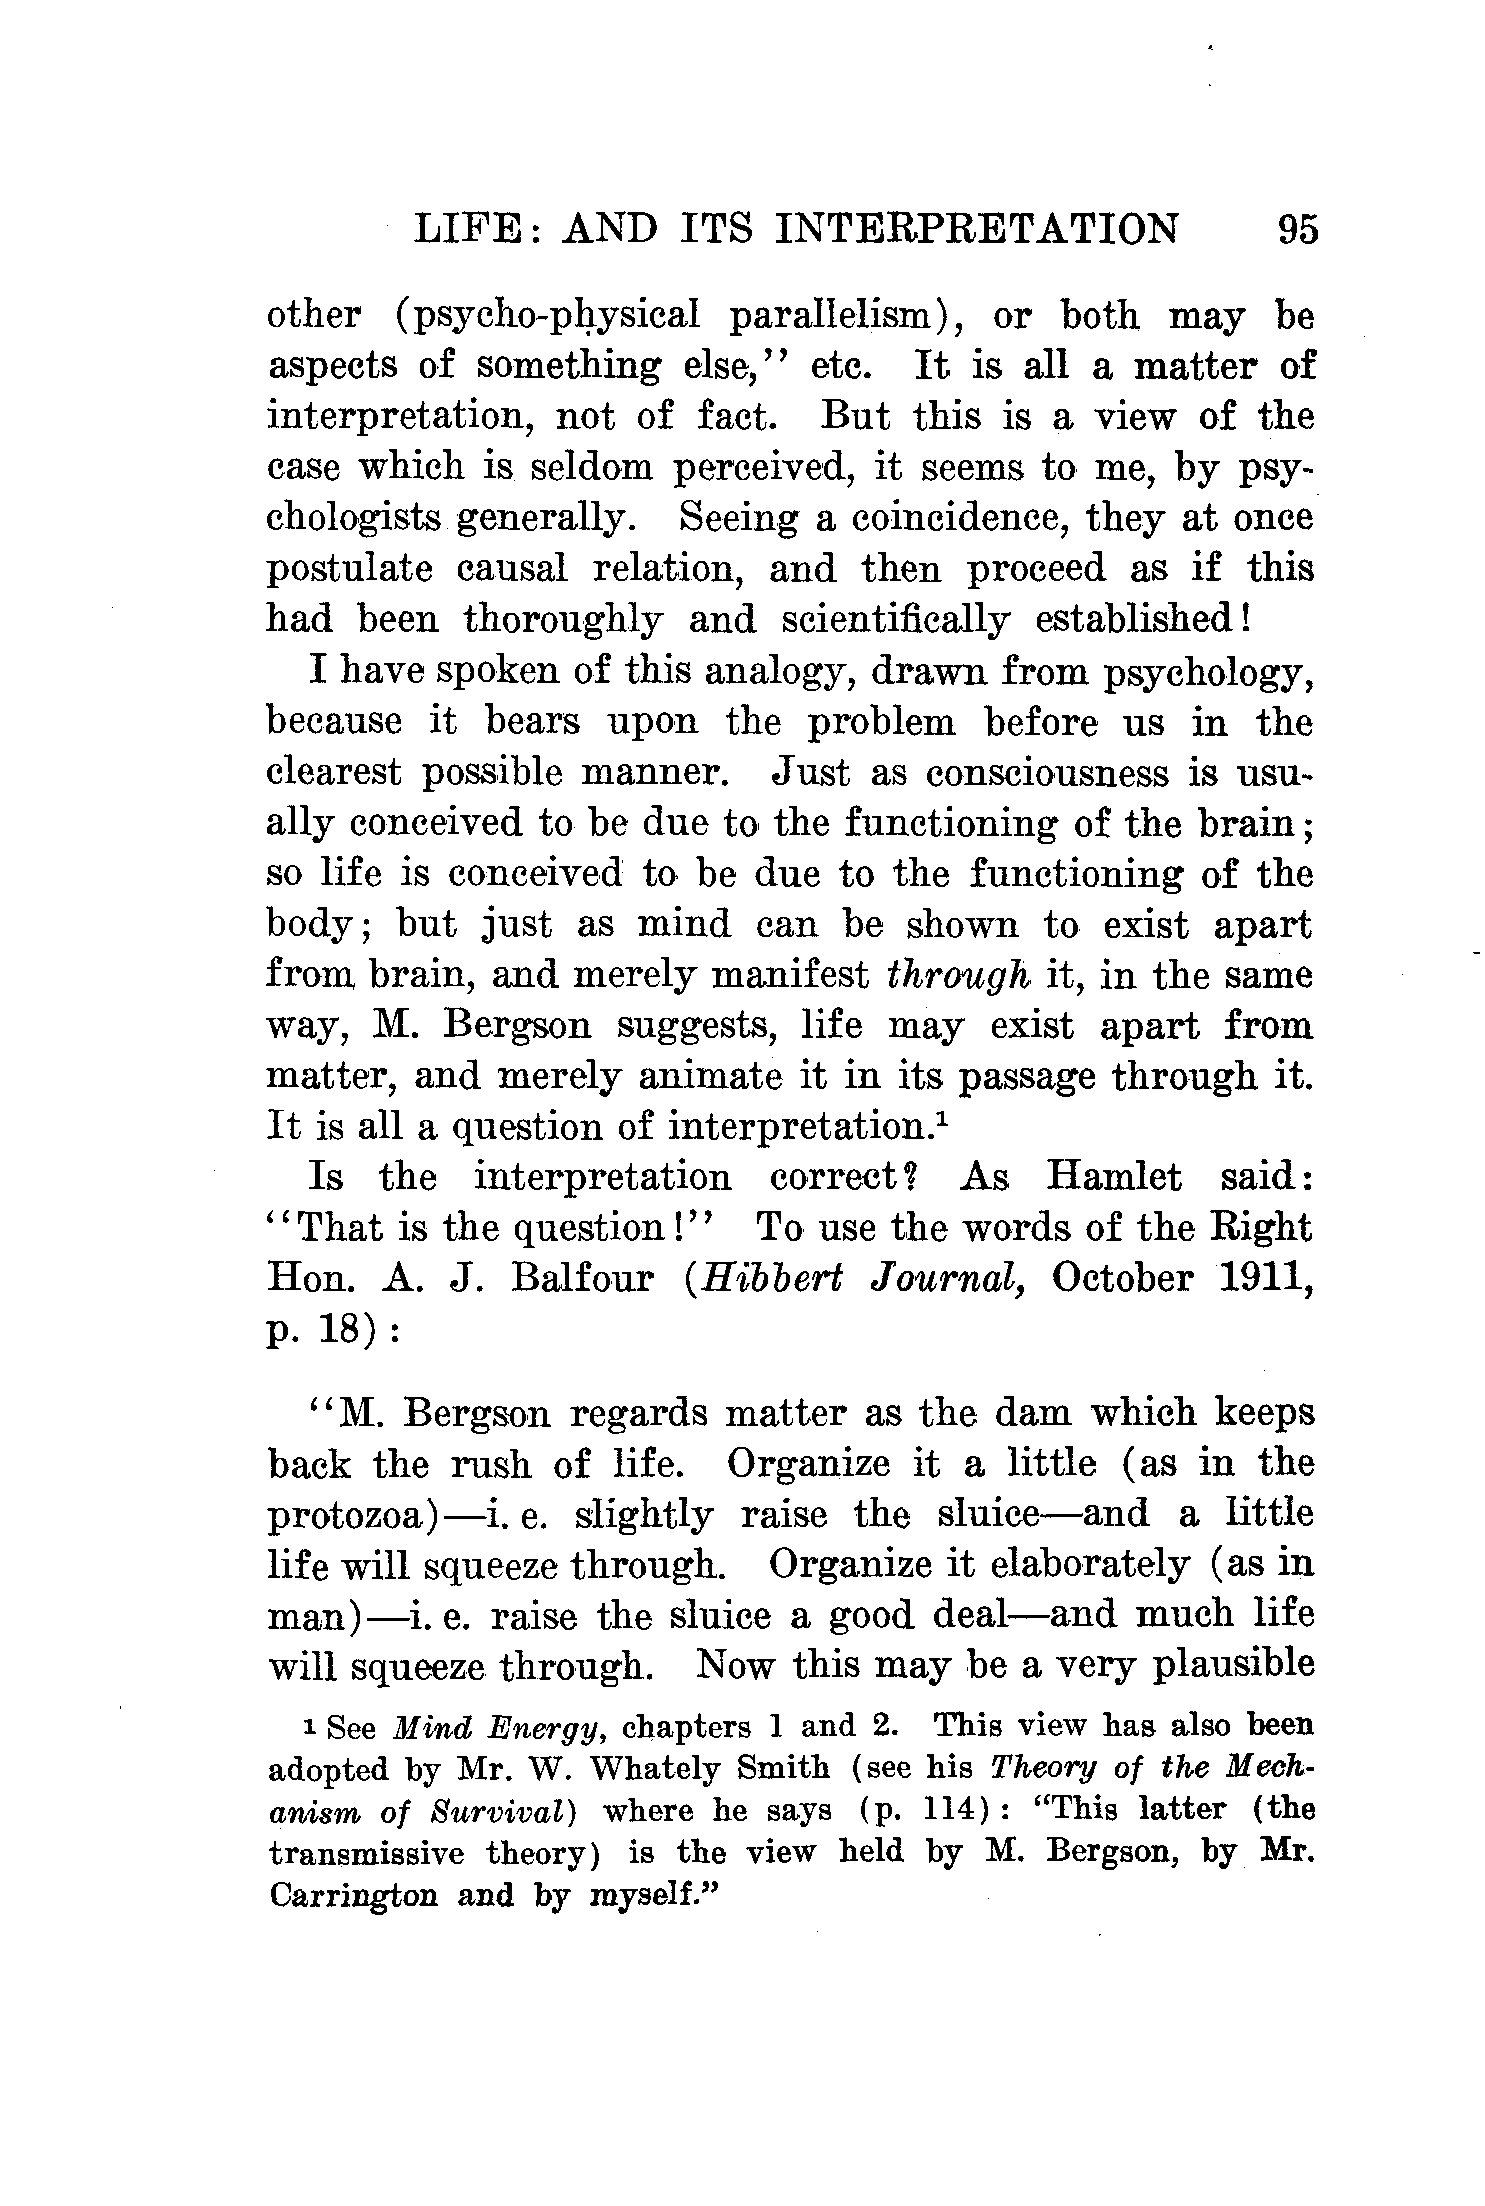 LIFE: AND ITS INTERPRETATION 95
other (psycho-physical parallelism), or both may be
aspects of something else,'' etc. It is all a matter of
interpretation, not of fact. But this is a view of the
case which is seldom perceived, it seems to me, by psy-
chologists generally. Seeing a coincidence, they at once
postulate causal relation, and then proceed as if this
had been thoroughly and scientifically established!
I have spoken of this analogy, drawn from psychology,
because it bears upon the problem before us in the
clearest possible manner. Just as consciousness is usu-
ally conceived to be due to the functioning of the brain;
so life is conceived to be due to the functioning of the
body; but just as mind can be shown to exist apart
from brain, and merely manifest through it, in the same
way, M. Bergson suggests, life may exist apart from
matter, and merely animate it in its passage through it.
It is all a question of interpretation.¹
Is the interpretation correct? As Hamlet said:
''That is the question!'' To use the words of the Right
Hon. A. J. Balfour (Hibbert Journal, October 1911,
p. 18):
''M. Bergson regards matter as the dam which keeps
back the rush of life. Organize it a little (as in the
protozoa)—i. e. slightly raise the sluice—and a little
life will squeeze through. Organize it elaborately (as in
man)—i. e. raise the sluice a good deal—and much life
will squeeze through. Now this may be a very plausible
¹ See Mind Energy, chapters 1 and 2. This view has also been
adopted by Mr. W. Whately Smith (see his Theory of the Mech-
anism of Survival) where he says (p. 114): "This latter (the
transmissive theory) is the view held by M. Bergson, by Mr.
Carrington and by myself."